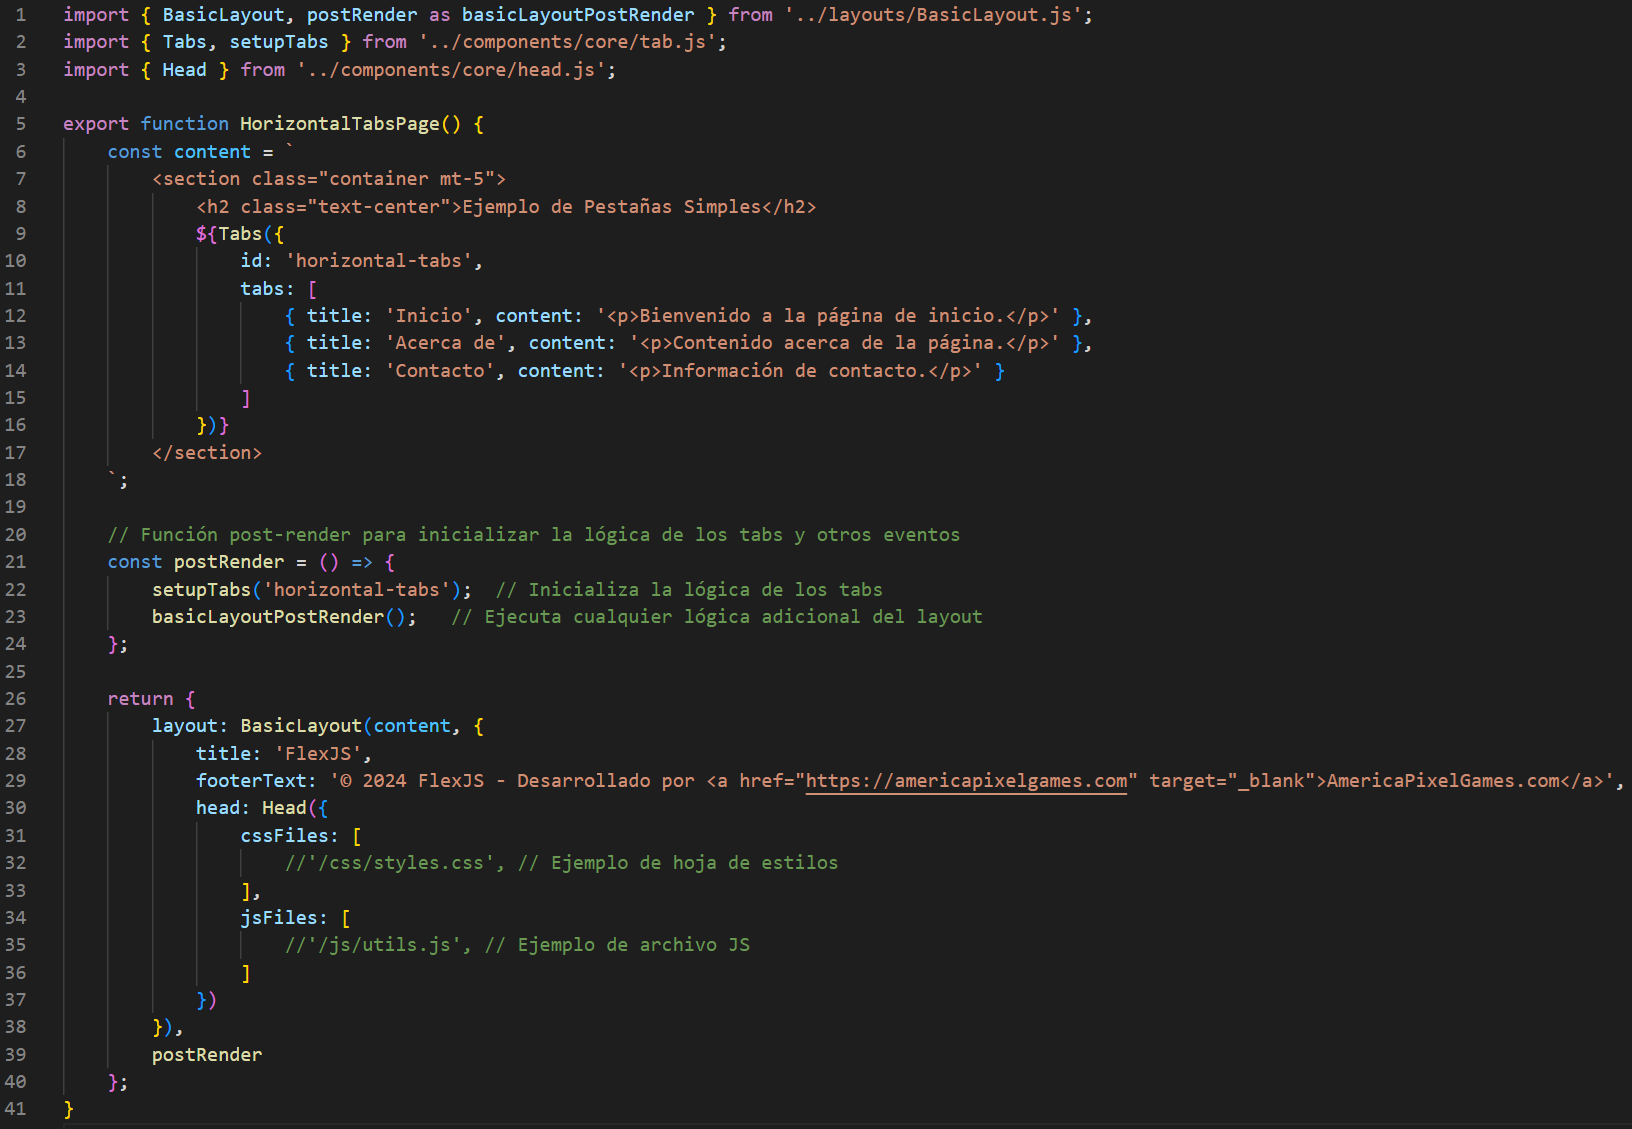 1 import { BasicLayout, postRender as basicLayoutPostRender } from '../layouts/BasicLayout.js';
2 import { Tabs, setupTabs } from '../components/core/tab.js';
3 import { Head } from '../components/core/head.js';
4
5 export function HorizontalTabsPage() {
6     const content = `
7         <section class="container mt-5">
8             <h2 class="text-center">Ejemplo de Pestañas Simples</h2>
9             ${Tabs({
10                 id: 'horizontal-tabs',
11                 tabs: [
12                     { title: 'Inicio', content: '<p>Bienvenido a la página de inicio.</p>' },
13                     { title: 'Acerca de', content: '<p>Contenido acerca de la página.</p>' },
14                     { title: 'Contacto', content: '<p>Información de contacto.</p>' }
15                 ]
16             })}
17         </section>
18     `;
19
20     // Función post-render para inicializar la lógica de los tabs y otros eventos
21     const postRender = () => {
22         setupTabs('horizontal-tabs');  // Inicializa la lógica de los tabs
23         basicLayoutPostRender();   // Ejecuta cualquier lógica adicional del layout
24     };
25
26     return {
27         layout: BasicLayout(content, {
28             title: 'FlexJS',
29             footerText: '© 2024 FlexJS - Desarrollado por <a href="https://americapixelgames.com" target="_blank">AmericaPixelGames.com</a>',
30             head: Head({
31                 cssFiles: [
32                     //'/css/styles.css', // Ejemplo de hoja de estilos
33                 ],
34                 jsFiles: [
35                     //'/js/utils.js', // Ejemplo de archivo JS
36                 ]
37             })
38         }),
39         postRender
40     };
41 }